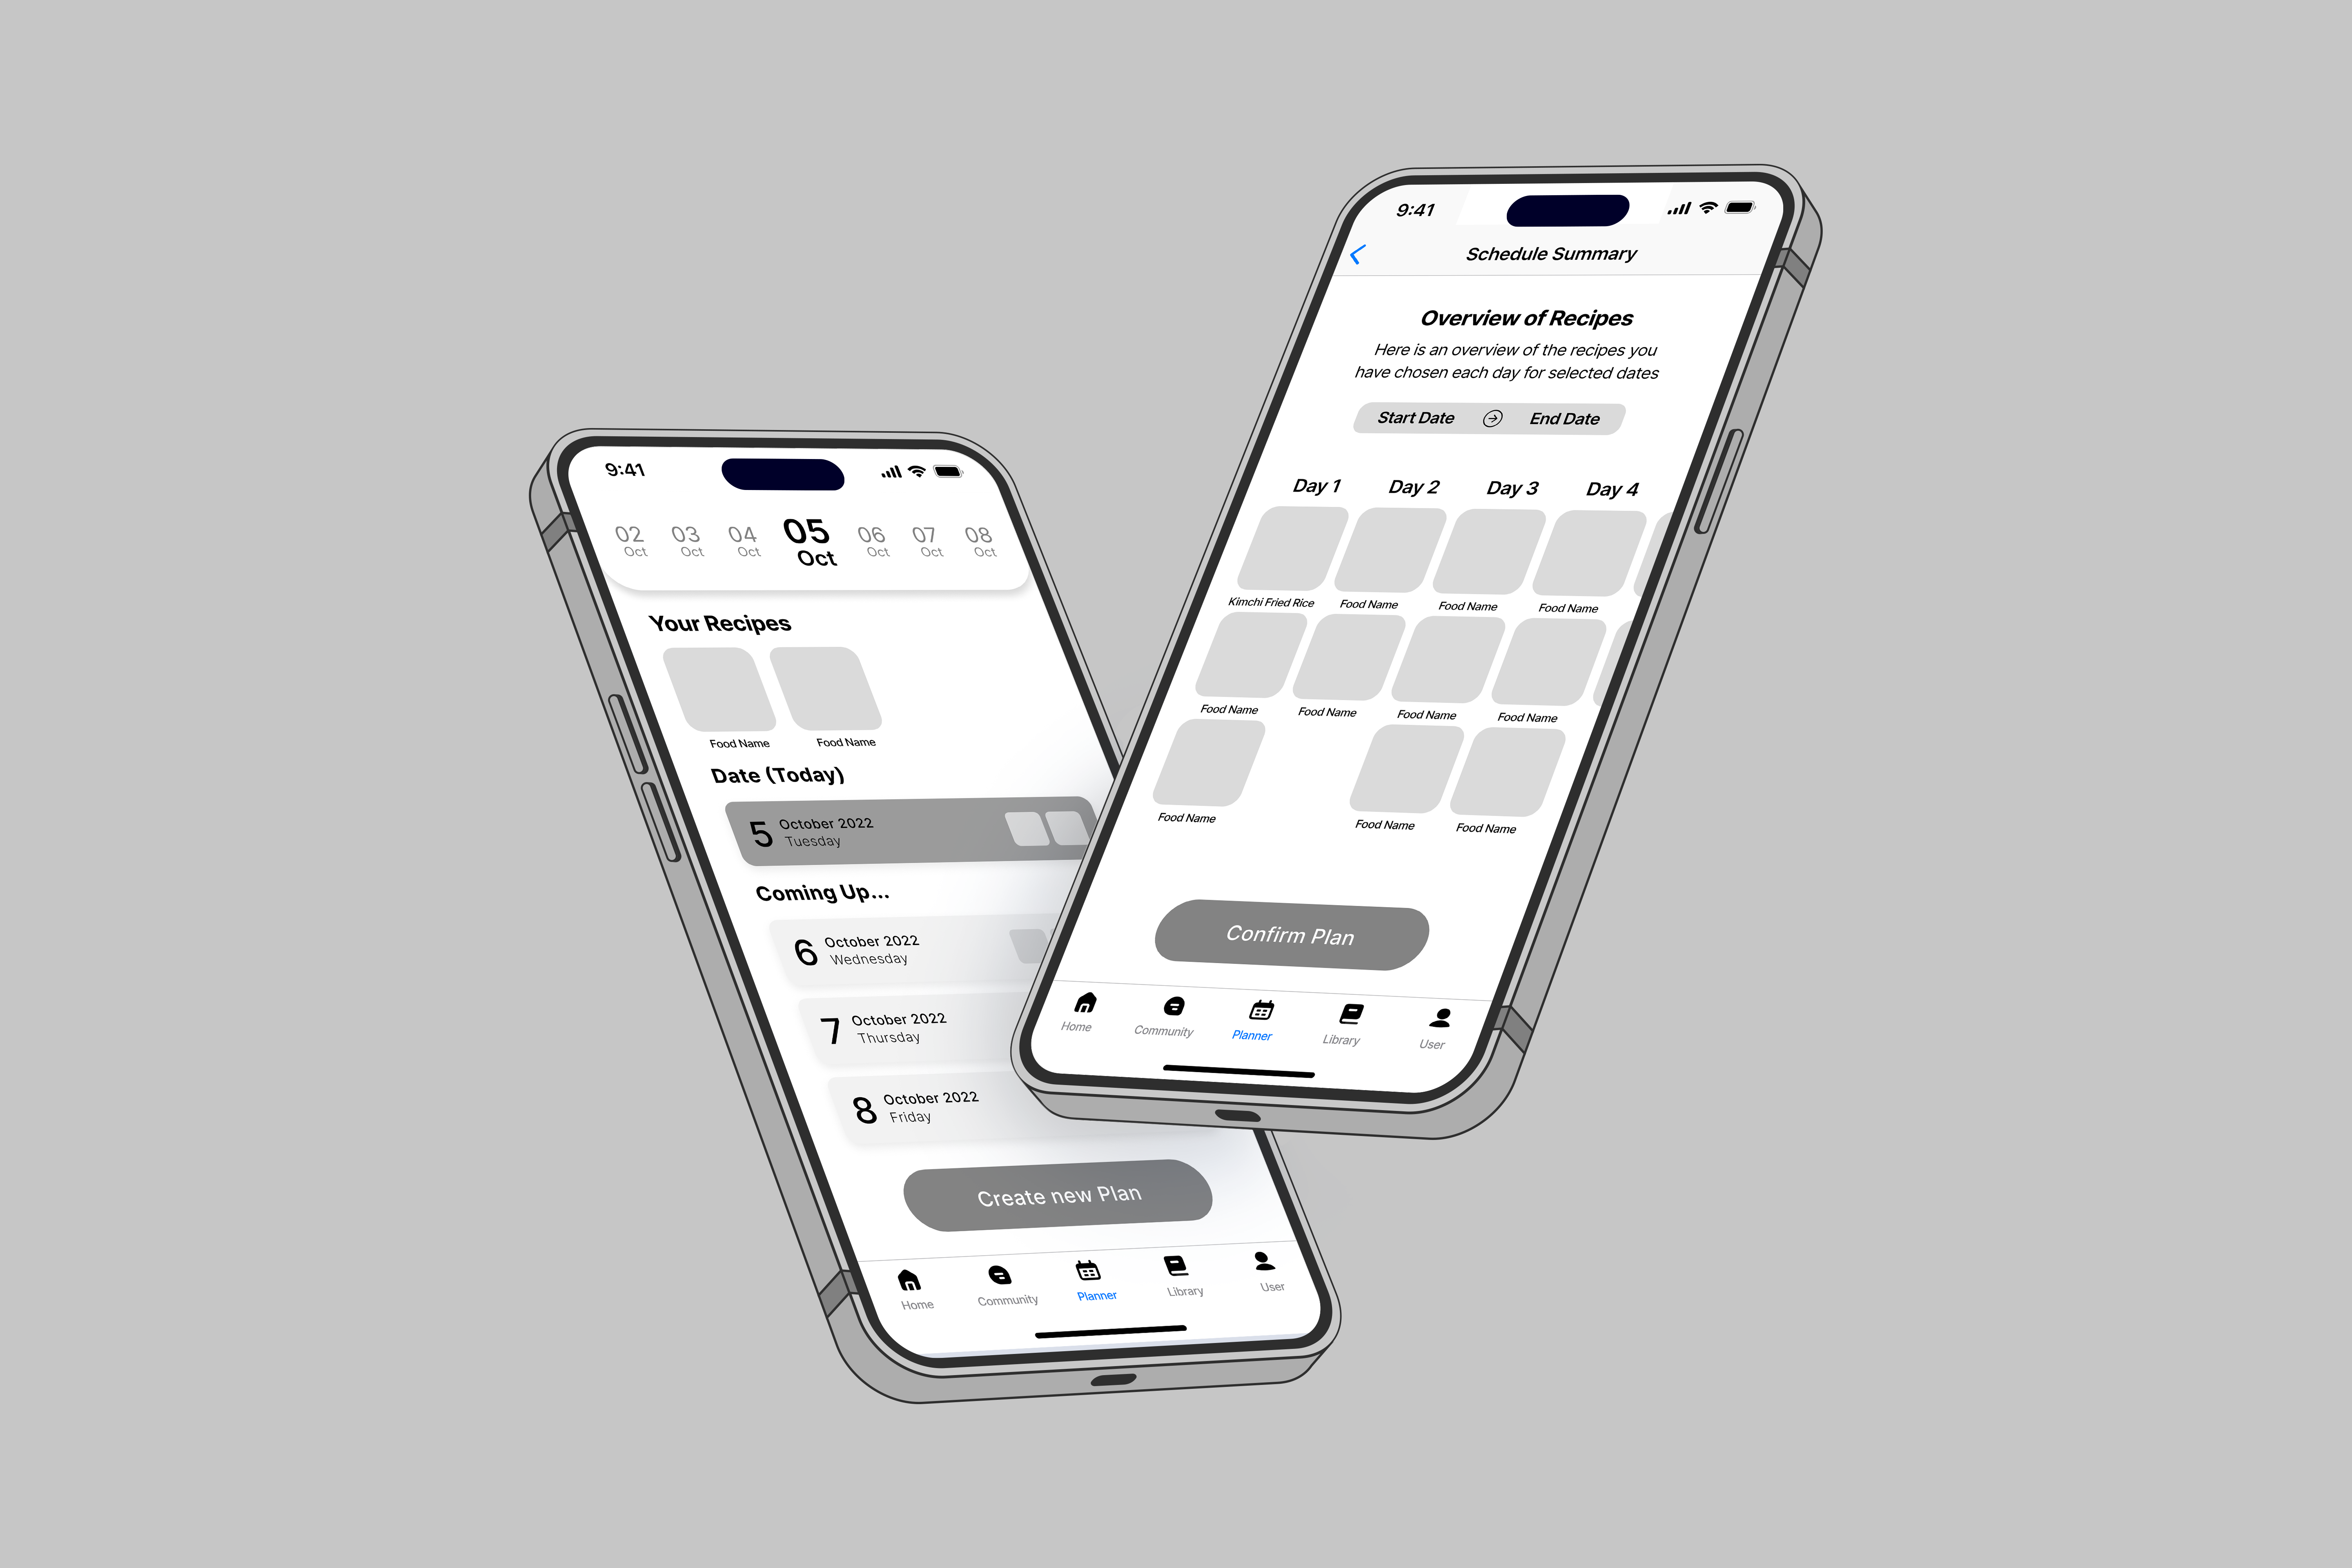 9:41
02 03 04 05 06 07 08
Oct Oct Oct Oct Oct Oct Oct
Your Recipes
Food Name Food Name
Date (Today)
5 October 2022
Tuesday
Coming Up...
6 October 2022
Wednesday
7 October 2022
Thursday
8 October 2022
Friday
Create new Plan
Home Community Planner Library User
9:41
Schedule Summary
Overview of Recipes
Here is an overview of the recipes you
have chosen each day for selected dates
Start Date End Date
Day 1 Day 2 Day 3 Day 4
Kimchi Fried Rice Food Name Food Name Food Name
Food Name Food Name Food Name Food Name
Food Name Food Name Food Name
Confirm Plan
Home Community Planner Library User